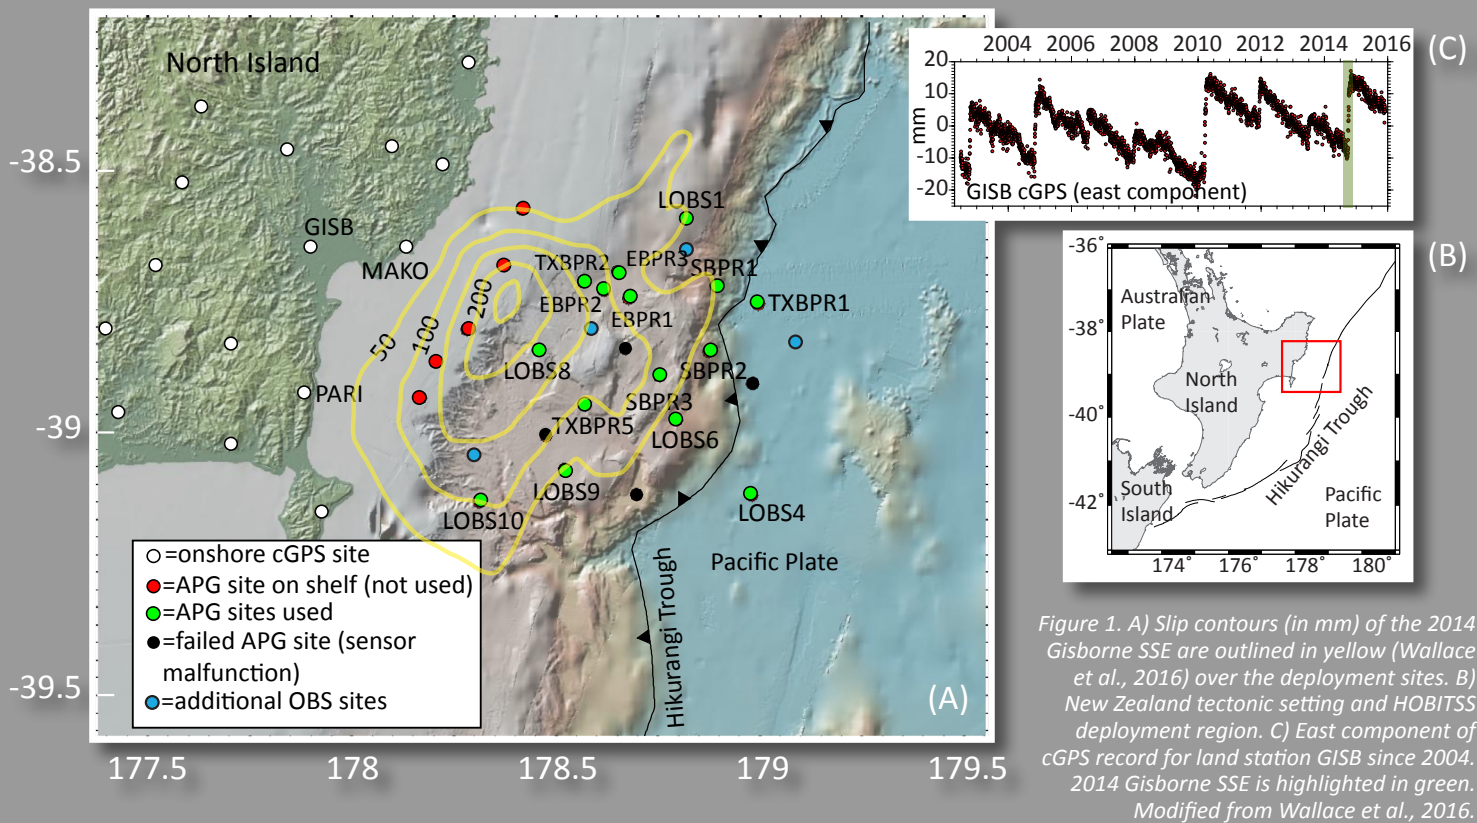 North Island
LOBS1
GISB
MAKO
TXBPR2
EBPR3
SBPR1
200
EBPR2
EBPR1
TXBPR1
50
100
LOBS8
SBPR2
PARI
SBPR3
TXBPR5
LOBS6
LOBS9
LOBS10
LOBS4
Pacific Plate
Hikurangi Trough
=onshore cGPS site
=APG site on shelf (not used)
=APG sites used
=failed APG site (sensor
malfunction)
=additional OBS sites
(A)
-38.5
-39
-39.5
177.5 178 178.5 179 179.5
2004 2006 2008 2010 2012 2014 2016
20
10
0
-10
-20
mm
GISB cGPS (east component)
(C)
-36°
-38°
-40°
-42°
Australian
Plate
North
Island
South
Island
Hikurangi Trough
Pacific
Plate
174° 176° 178° 180°
(B)
Figure 1. A) Slip contours (in mm) of the 2014
Gisborne SSE are outlined in yellow (Wallace
et al., 2016) over the deployment sites. B)
New Zealand tectonic setting and HOBITSS
deployment region. C) East component of
cGPS record for land station GISB since 2004.
2014 Gisborne SSE is highlighted in green.
Modified from Wallace et al., 2016.